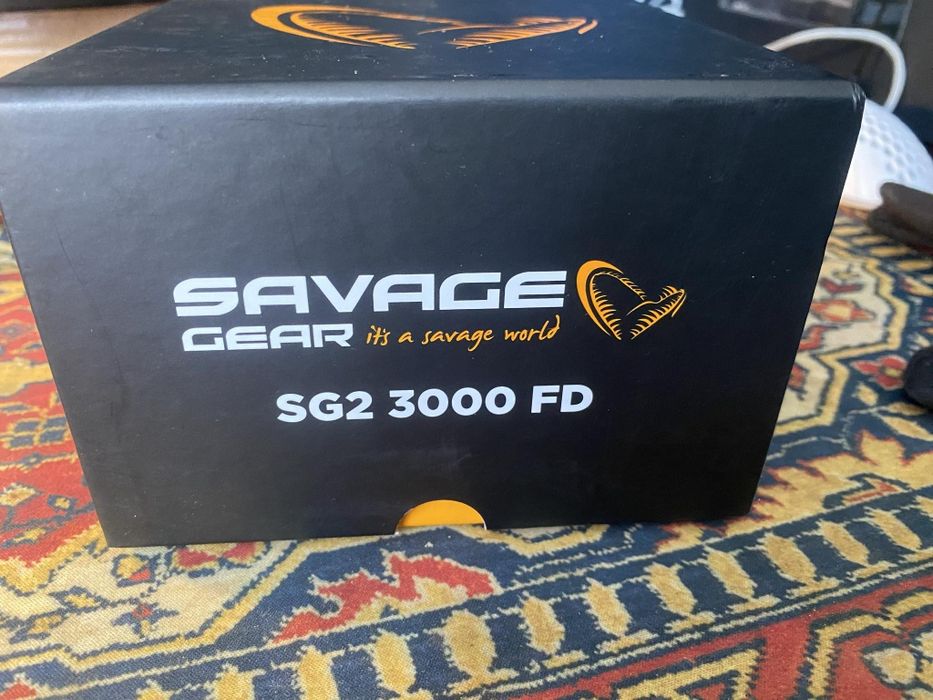 SAVAGE
GEAR it's a savage world
SG2 3000 FD